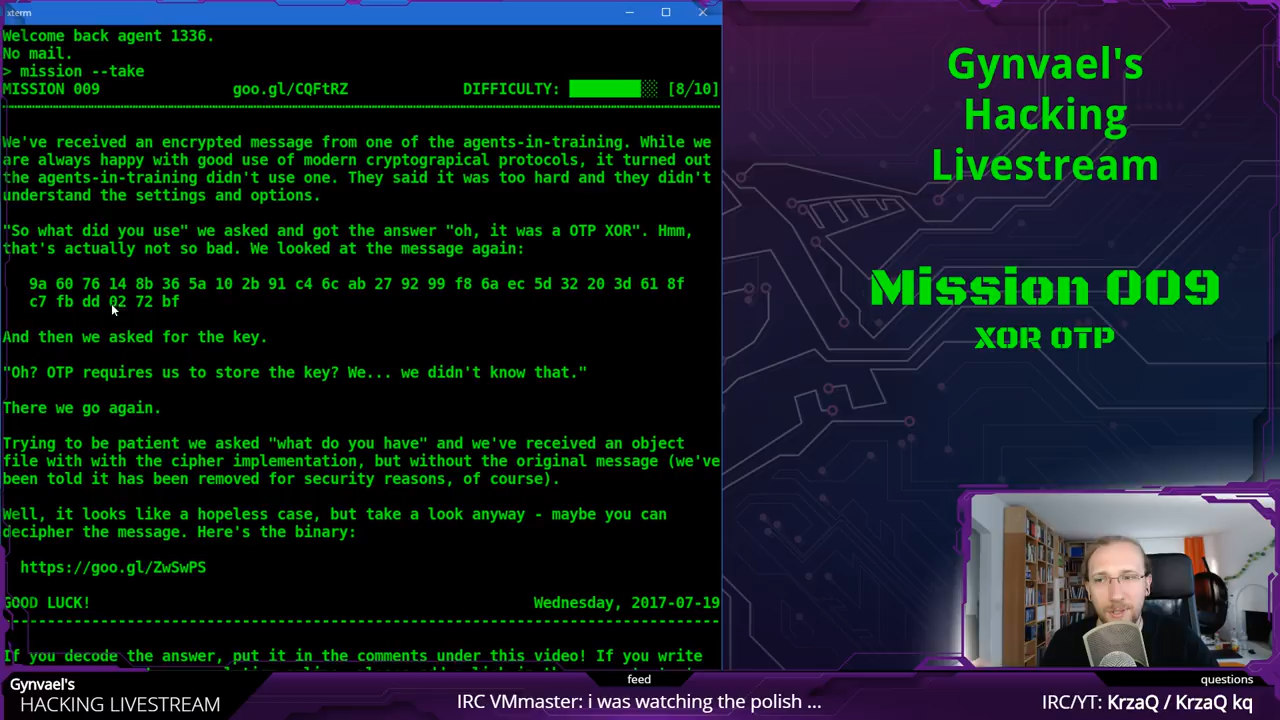 xterm
Welcome back agent 1336.
No mail.
> mission --take
MISSION 009 goo.gl/CQFtRZ DIFFICULTY: [8/10]
We've received an encrypted message from one of the agents-in-training. While we
are always happy with good use of modern cryptograpical protocols, it turned out
the agents-in-training didn't use one. They said it was too hard and they didn't
understand the settings and options.
"So what did you use" we asked and got the answer "oh, it was a OTP XOR". Hmm,
that's actually not so bad. We looked at the message again:
9a 60 76 14 8b 36 5a 10 2b 91 c4 6c ab 27 92 99 f8 6a ec 5d 32 20 3d 61 8f
c7 fb dd 02 72 bf
And then we asked for the key.
"Oh? OTP requires us to store the key? We... we didn't know that."
There we go again.
Trying to be patient we asked "what do you have" and we've received an object
file with with the cipher implementation, but without the original message (we've
been told it has been removed for security reasons, of course).
Well, it looks like a hopeless case, but take a look anyway - maybe you can
decipher the message. Here's the binary:
https://goo.gl/ZwSwPS
GOOD LUCK! Wednesday, 2017-07-19
If you decode the answer, put it in the comments under this video! If you write
Gynvael's
Hacking
Livestream
Mission 009
XOR OTP
Gynvael's
HACKING LIVESTREAM
feed
IRC VMmaster: i was watching the polish ...
questions
IRC/YT: KrzaQ / KrzaQ kq